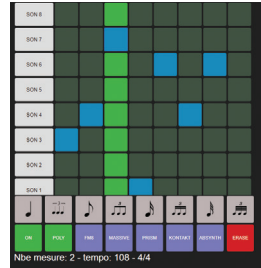 SON 8
SON 7
SON 6
SON 5
SON 4
SON 3
SON 2
SON 1
ON POLY FM8 MASSIVE PRISM KONTAKT ABSYNTH ERASE
Nbe mesure: 2 - tempo: 108 - 4/4